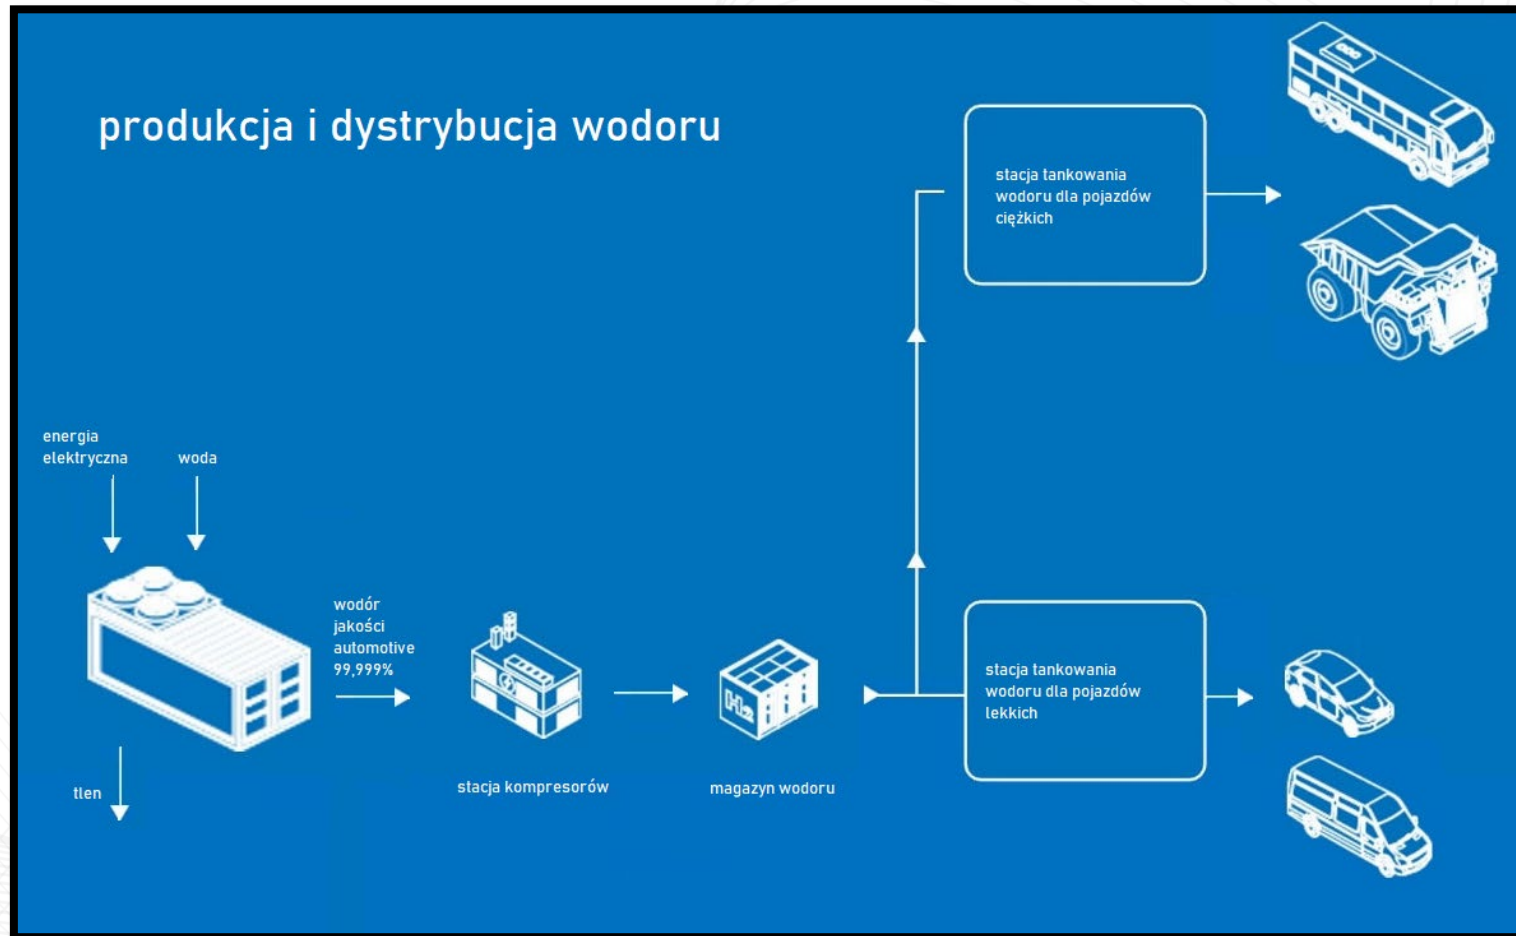 produkcja i dystrybucja wodoru
stacja tankowania
wodoru dla pojazdów
ciężkich
energia
elektryczna
woda
wodór
jakości
automotive
99,999%
tlen
stacja kompresorów
H2
magazyn wodoru
stacja tankowania
wodoru dla pojazdów
lekkich